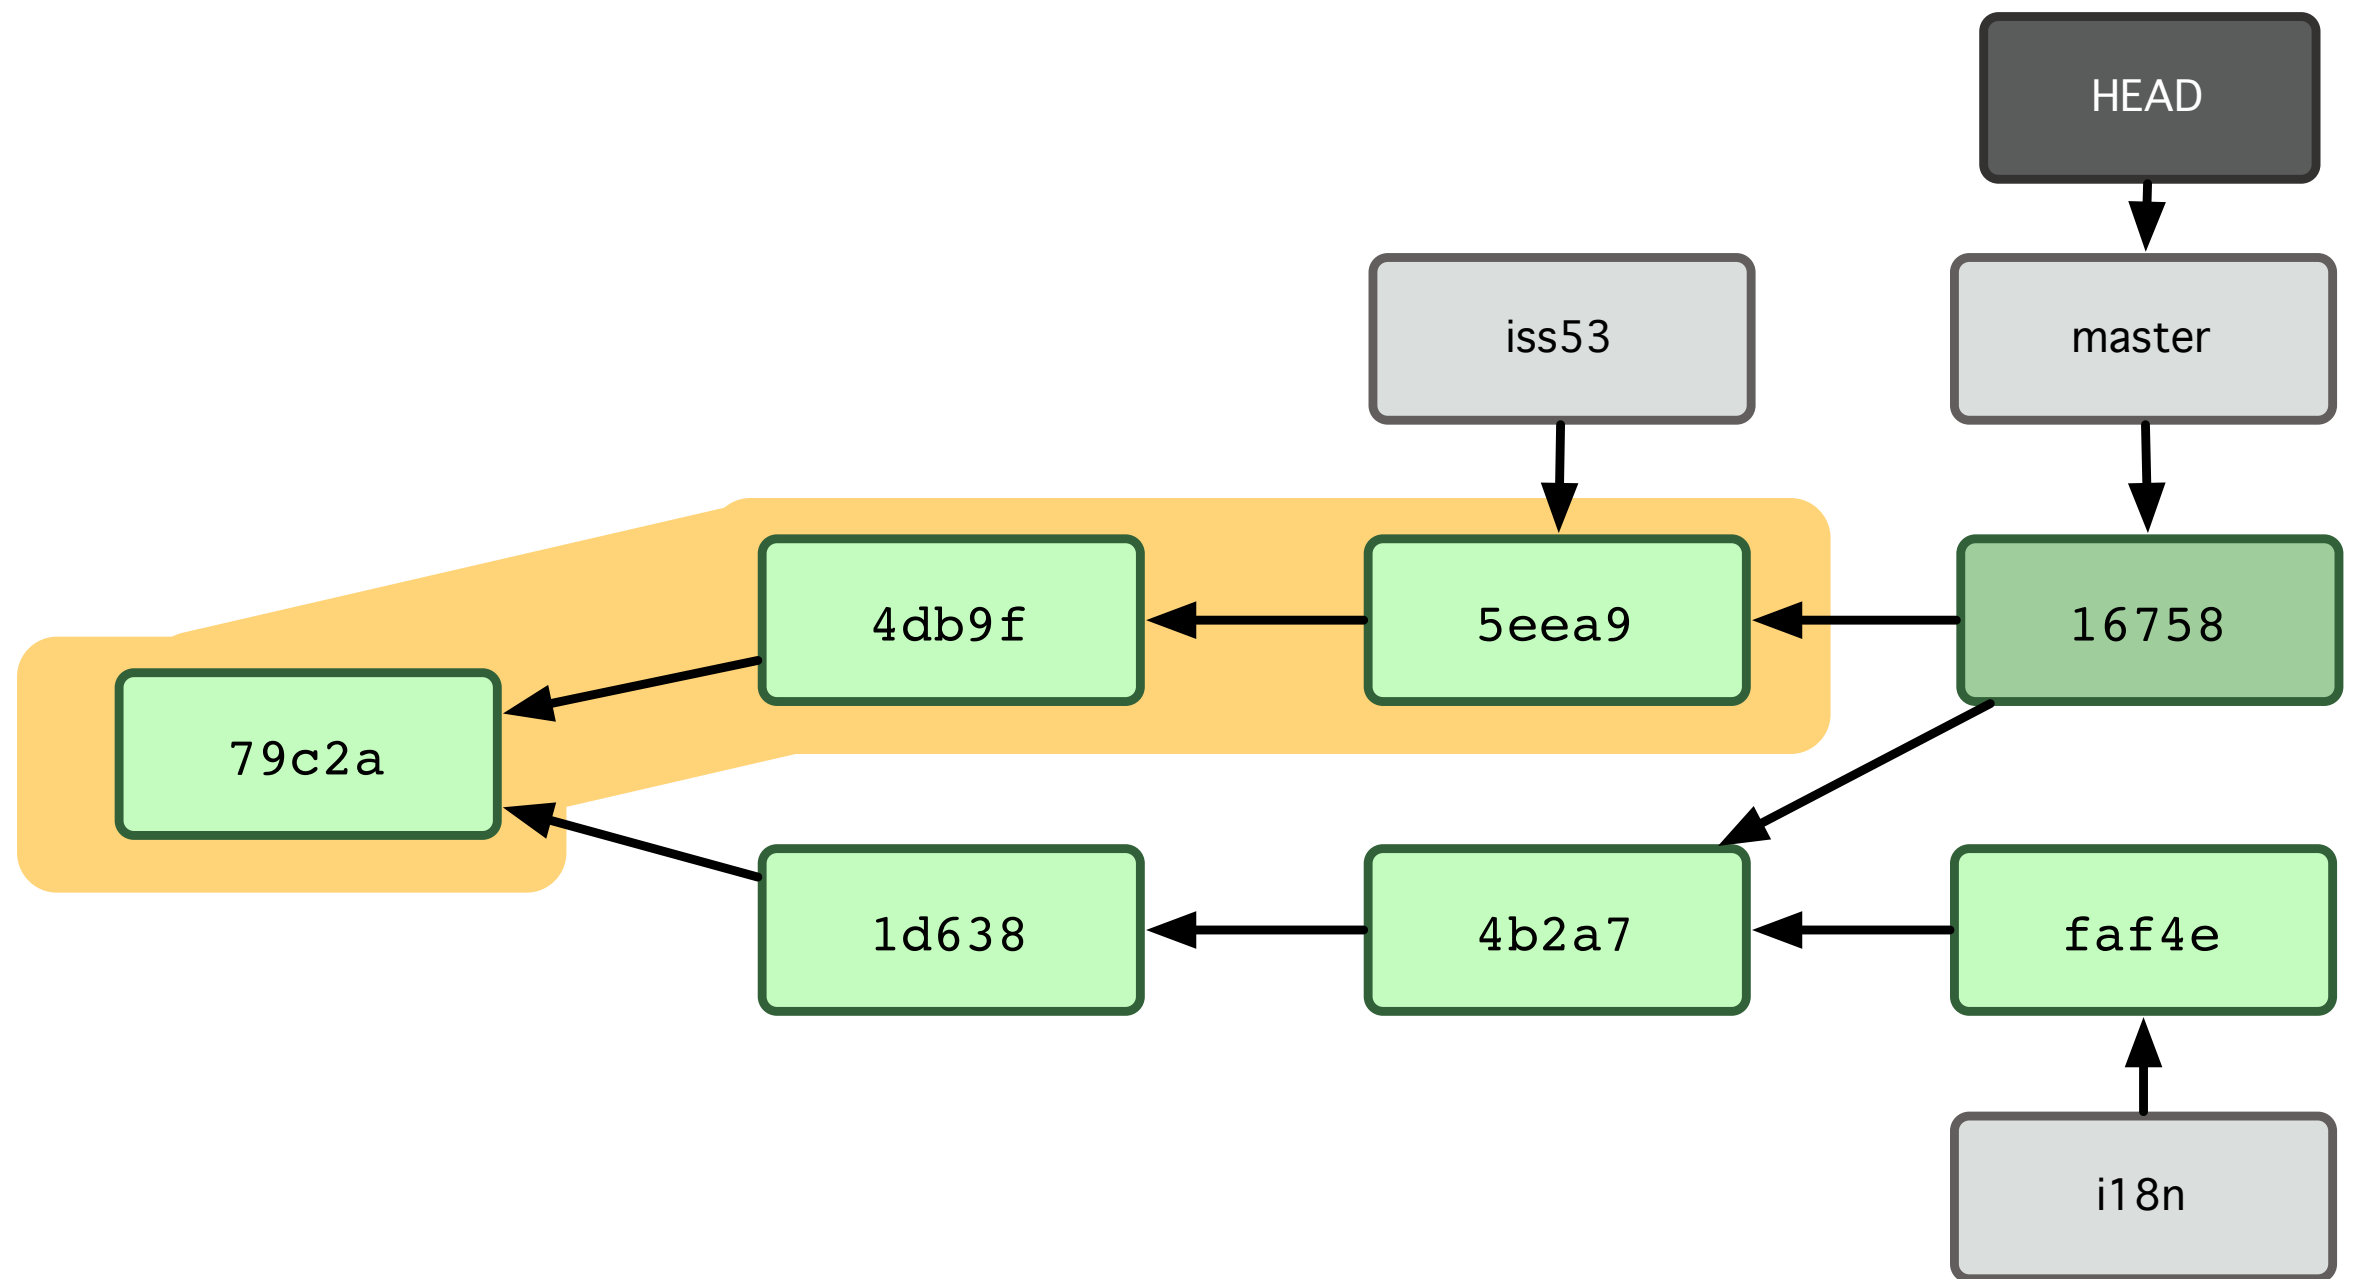 HEAD
iss53
master
4db9f
5eea9
16758
79c2a
1d638
4b2a7
faf4e
i18n